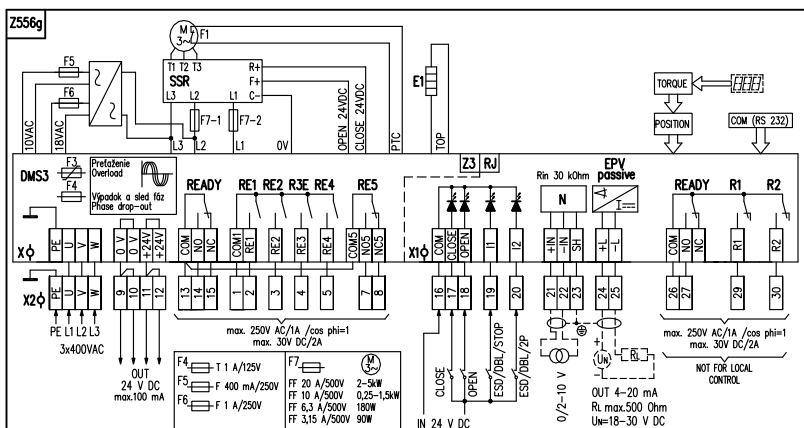 Z556g
M
3~
F1
T1 T2 T3
SSR
R+
F+
C-
L3 L2 L1
F5
F6
F7-1
F7-2
10VAC
18VAC
L3 L2 L1 0V
OPEN 24VDC
CLOSE 24VDC
PTC
E1
TOP
TORQUE
POSITION
COM (RS 232)
DMS3
F3
F4
Preťaženie
Overload
Výpadok a sled fáz
Phase drop-out
READY
RE1 RE2 R3E RE4
RE5
Z3 RJ
Rin 30 kOhm
N
EPV
passive
I
READY R1 R2
X
PE
U
V
W
0 V
0 V
+24V
+24V
COM
NO
NC
COM1
RE1
RE2
RE3
RE4
COM5
NO5
NC5
X1
COM
CLOSE
OPEN
I1
I2
+IN
-IN
SH
+L
-L
COM
NO
NC
R1
R2
X2
PE
U
V
W
9
10
11
12
13
14
15
1
2
3
4
5
7
8
16
17
18
19
20
21
22
23
24
25
26
27
29
30
PE L1 L2 L3
3x400VAC
OUT
24 V DC
max.100 mA
max. 250V AC/1A /cos phi=1
max. 30V DC/2A
F4 T 1 A/125V
F5 F 400 mA/250V
F6 F 1 A/250V
F7
M
3~
FF 20 A/500V 2-5kW
FF 10 A/500V 0,25-1,5kW
FF 6,3 A/500V 180W
FF 3,15 A/500V 90W
CLOSE
OPEN
ESD/DBL/STOP
ESD/DBL/2P
IN 24 V DC
0/2-10 V
+
UN
-
RL
OUT 4-20 mA
RL max.500 Ohm
UN=18-30 V DC
max. 250V AC/1A /cos phi=1
max. 30V DC/2A
NOT FOR LOCAL
CONTROL